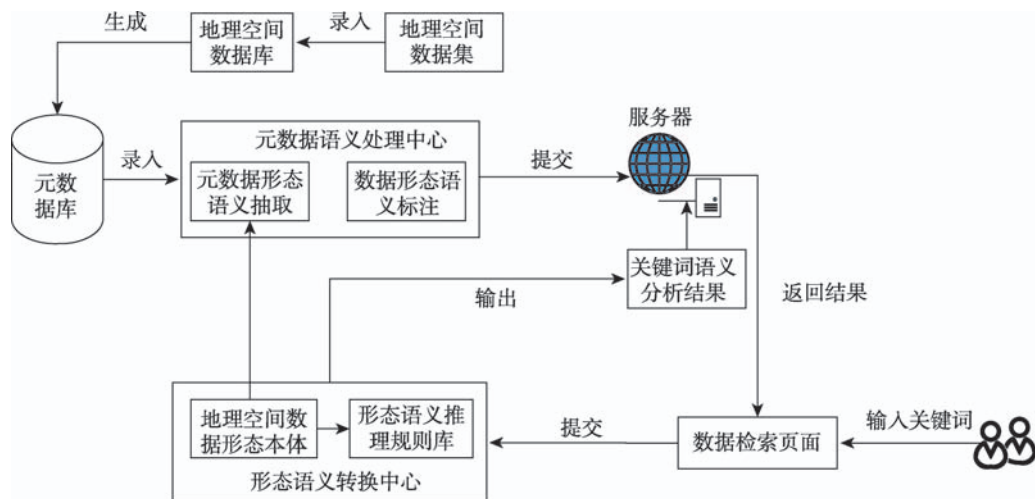 生成
地理空间
数据库
录入
地理空间
数据集
元数
据库
录入
元数据语义处理中心
元数据形态
语义抽取
数据形态语
义标注
提交
服务器
关键词语义
分析结果
输出
返回结果
地理空间数
据形态本体
形态语义推
理规则库
形态语义转换中心
提交
数据检索页面
输入关键词